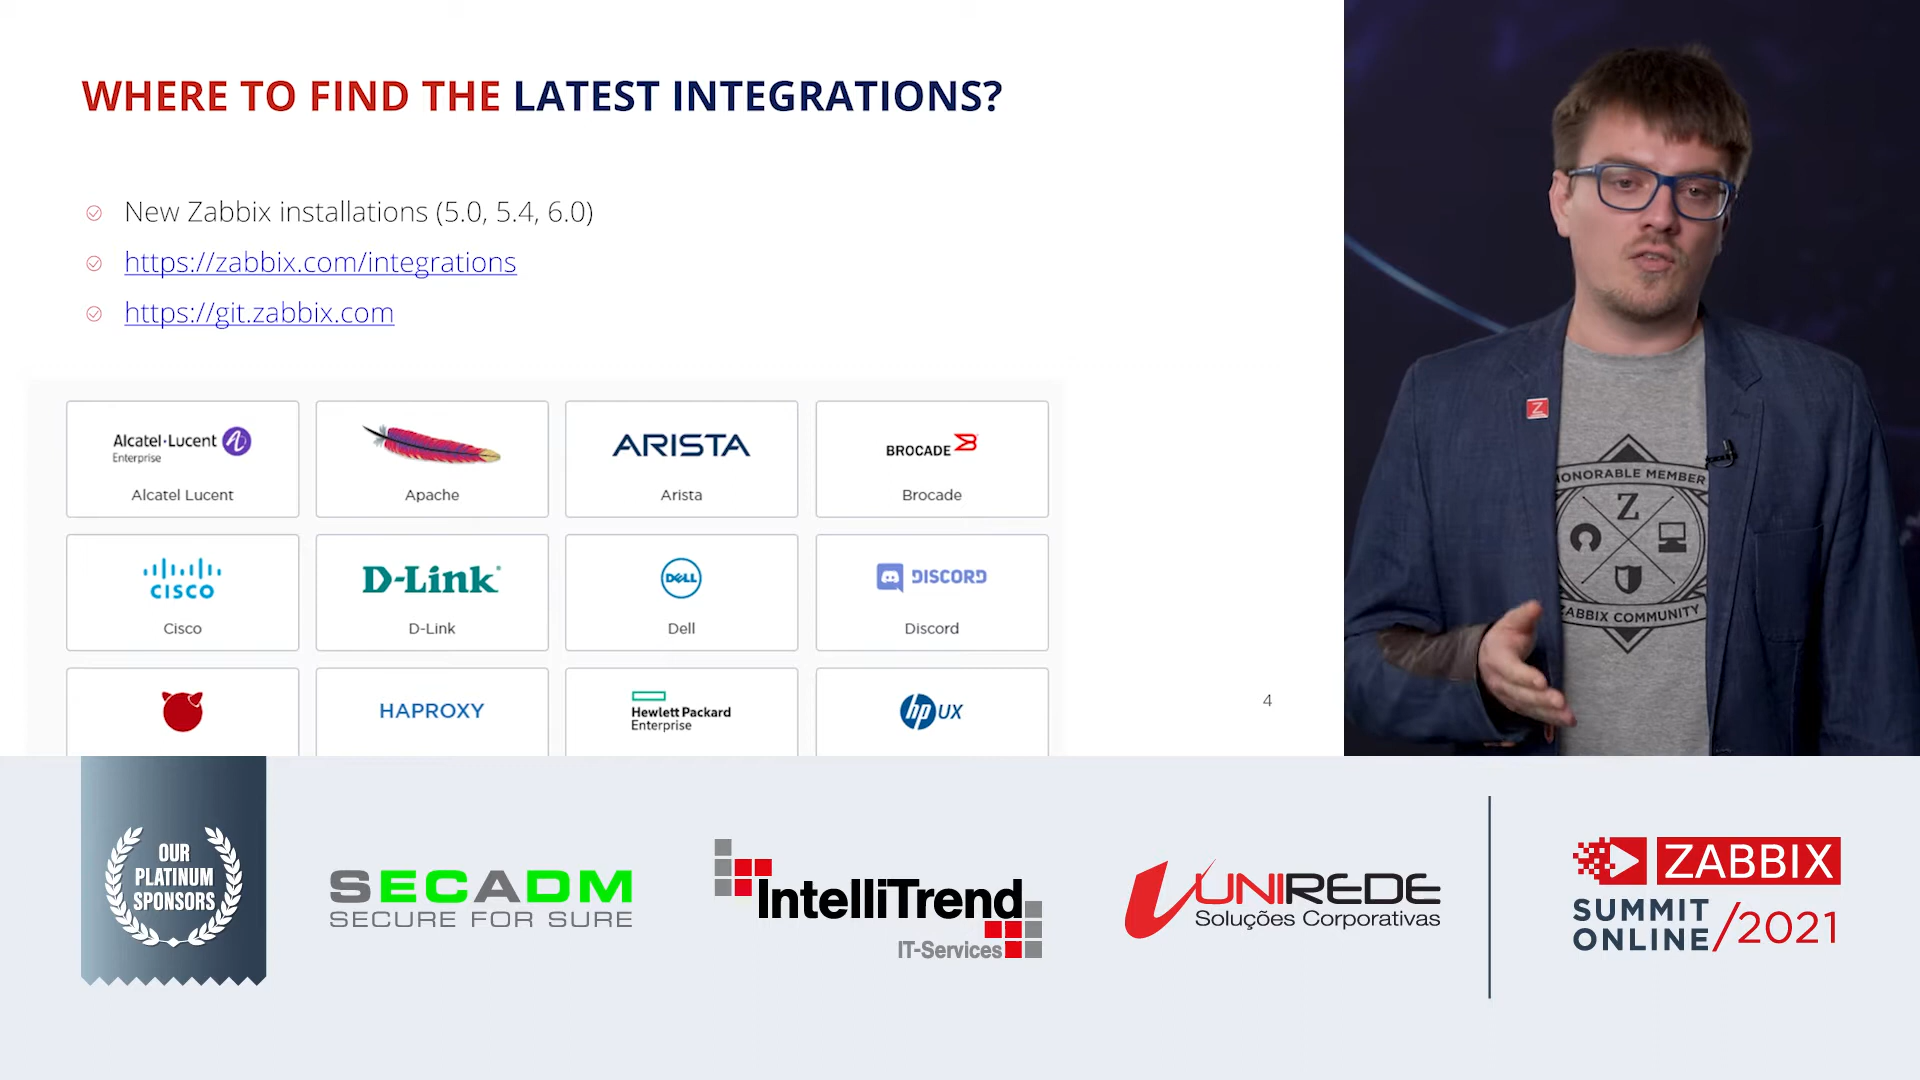 WHERE TO FIND THE LATEST INTEGRATIONS?
New Zabbix installations (5.0, 5.4, 6.0)
https://zabbix.com/integrations
https://git.zabbix.com
Alcatel·Lucent
Enterprise
Alcatel Lucent
Apache
ARISTA
Arista
BROCADE
Brocade
CISCO
Cisco
D-Link
D-Link
DELL
Dell
DISCORD
Discord
HAPROXY
Hewlett Packard
Enterprise
hp UX
4
Z
HONORABLE MEMBER
Z
ZABBIX COMMUNITY
OUR
PLATINUM
SPONSORS
SECADM
SECURE FOR SURE
IntelliTrend
IT-Services
UNIREDE
Soluções Corporativas
ZABBIX
SUMMIT
ONLINE/2021